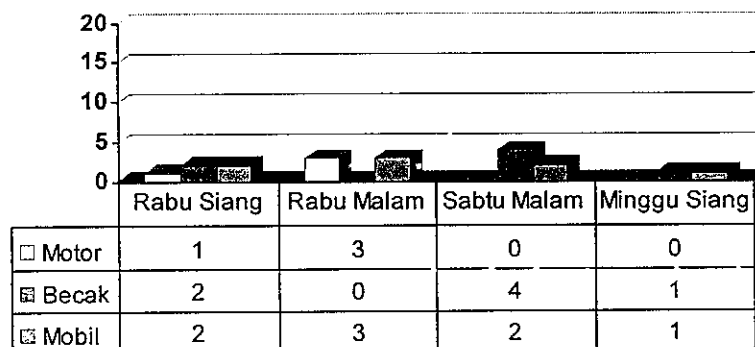 20
15
10
5
0
Rabu Siang Rabu Malam Sabtu Malam Minggu Siang
Motor 1 3 0 0
Becak 2 0 4 1
Mobil 2 3 2 1